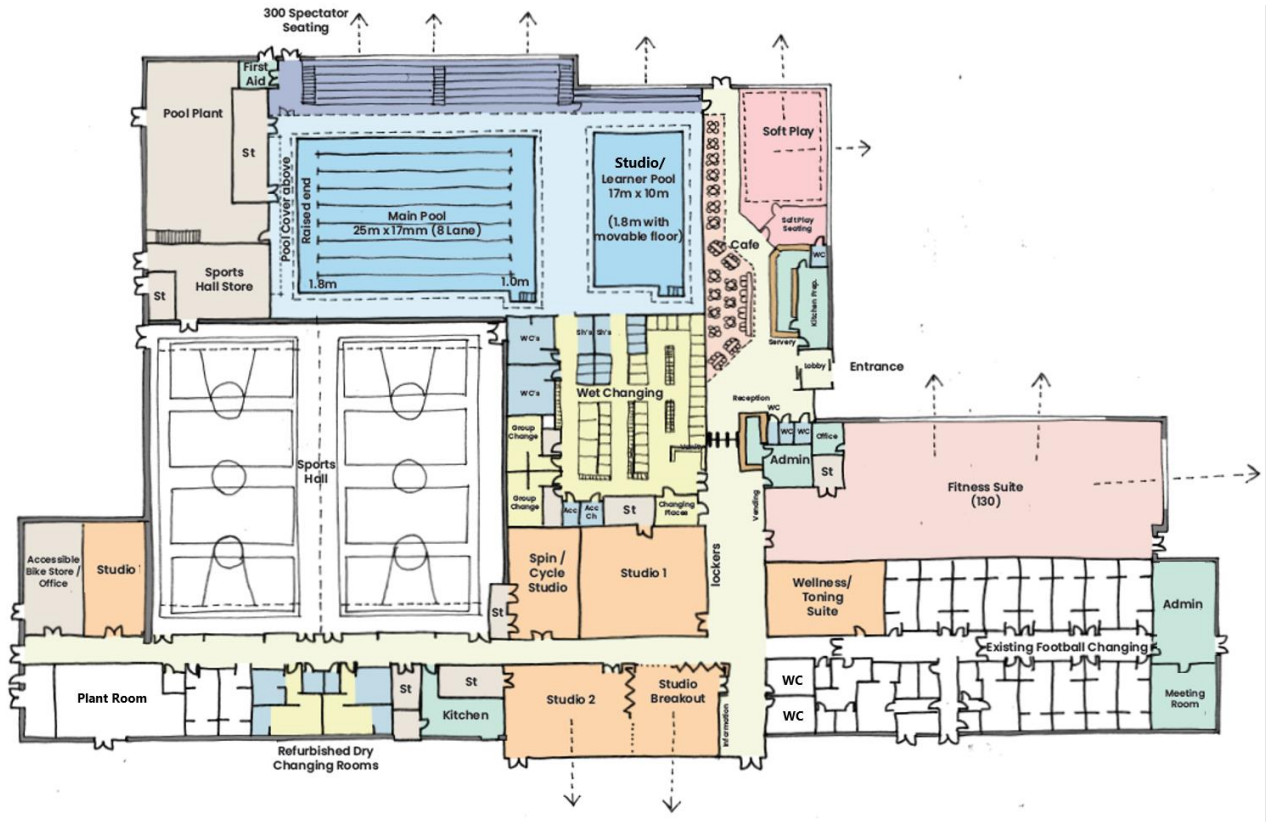 300 Spectator
Seating
First
Aid
Pool Plant
St
Pool Cover above
Raised end
Main Pool
25m x 17mm (8 Lane)
1.8m
1.0m
Studio/
Learner Pool
17m x 10m
(1.8m with
movable floor)
Soft Play
Soft Play
Seating
Cafe
WC
Kitchen Prep.
Servery
Lobby
Entrance
Sports
Hall Store
St
WC's
Sh's
Sh's
WC's
Wet Changing
Group
Change
Group
Change
Acc
Acc
Ch
St
Changing
Places
Reception
WC
WC
WC
Office
Admin
St
Vending
Fitness Suite
(130)
Sports
Hall
Accessible
Bike Store /
Office
Studio
Spin /
Cycle
Studio
Studio 1
lockers
St
Wellness/
Toning
Suite
Admin
Existing Football Changing
Plant Room
St
St
Kitchen
Studio 2
Studio
Breakout
Information
WC
WC
Meeting
Room
Refurbished Dry
Changing Rooms